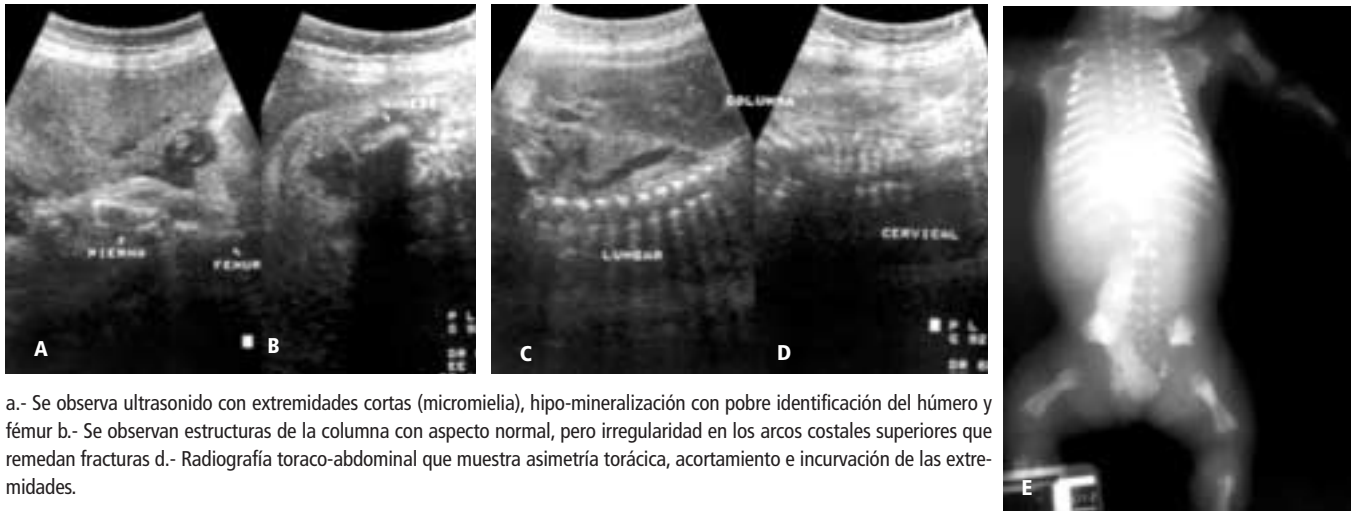 COLUMNA
PIERNA
FEMUR
LUMBAR
CERVICAL
A
B
C
D
E
a.- Se observa ultrasonido con extremidades cortas (micromielia), hipo-mineralización con pobre identificación del húmero y
fémur b.- Se observan estructuras de la columna con aspecto normal, pero irregularidad en los arcos costales superiores que
remedan fracturas d.- Radiografía toraco-abdominal que muestra asimetría torácica, acortamiento e incurvación de las extre-
midades.